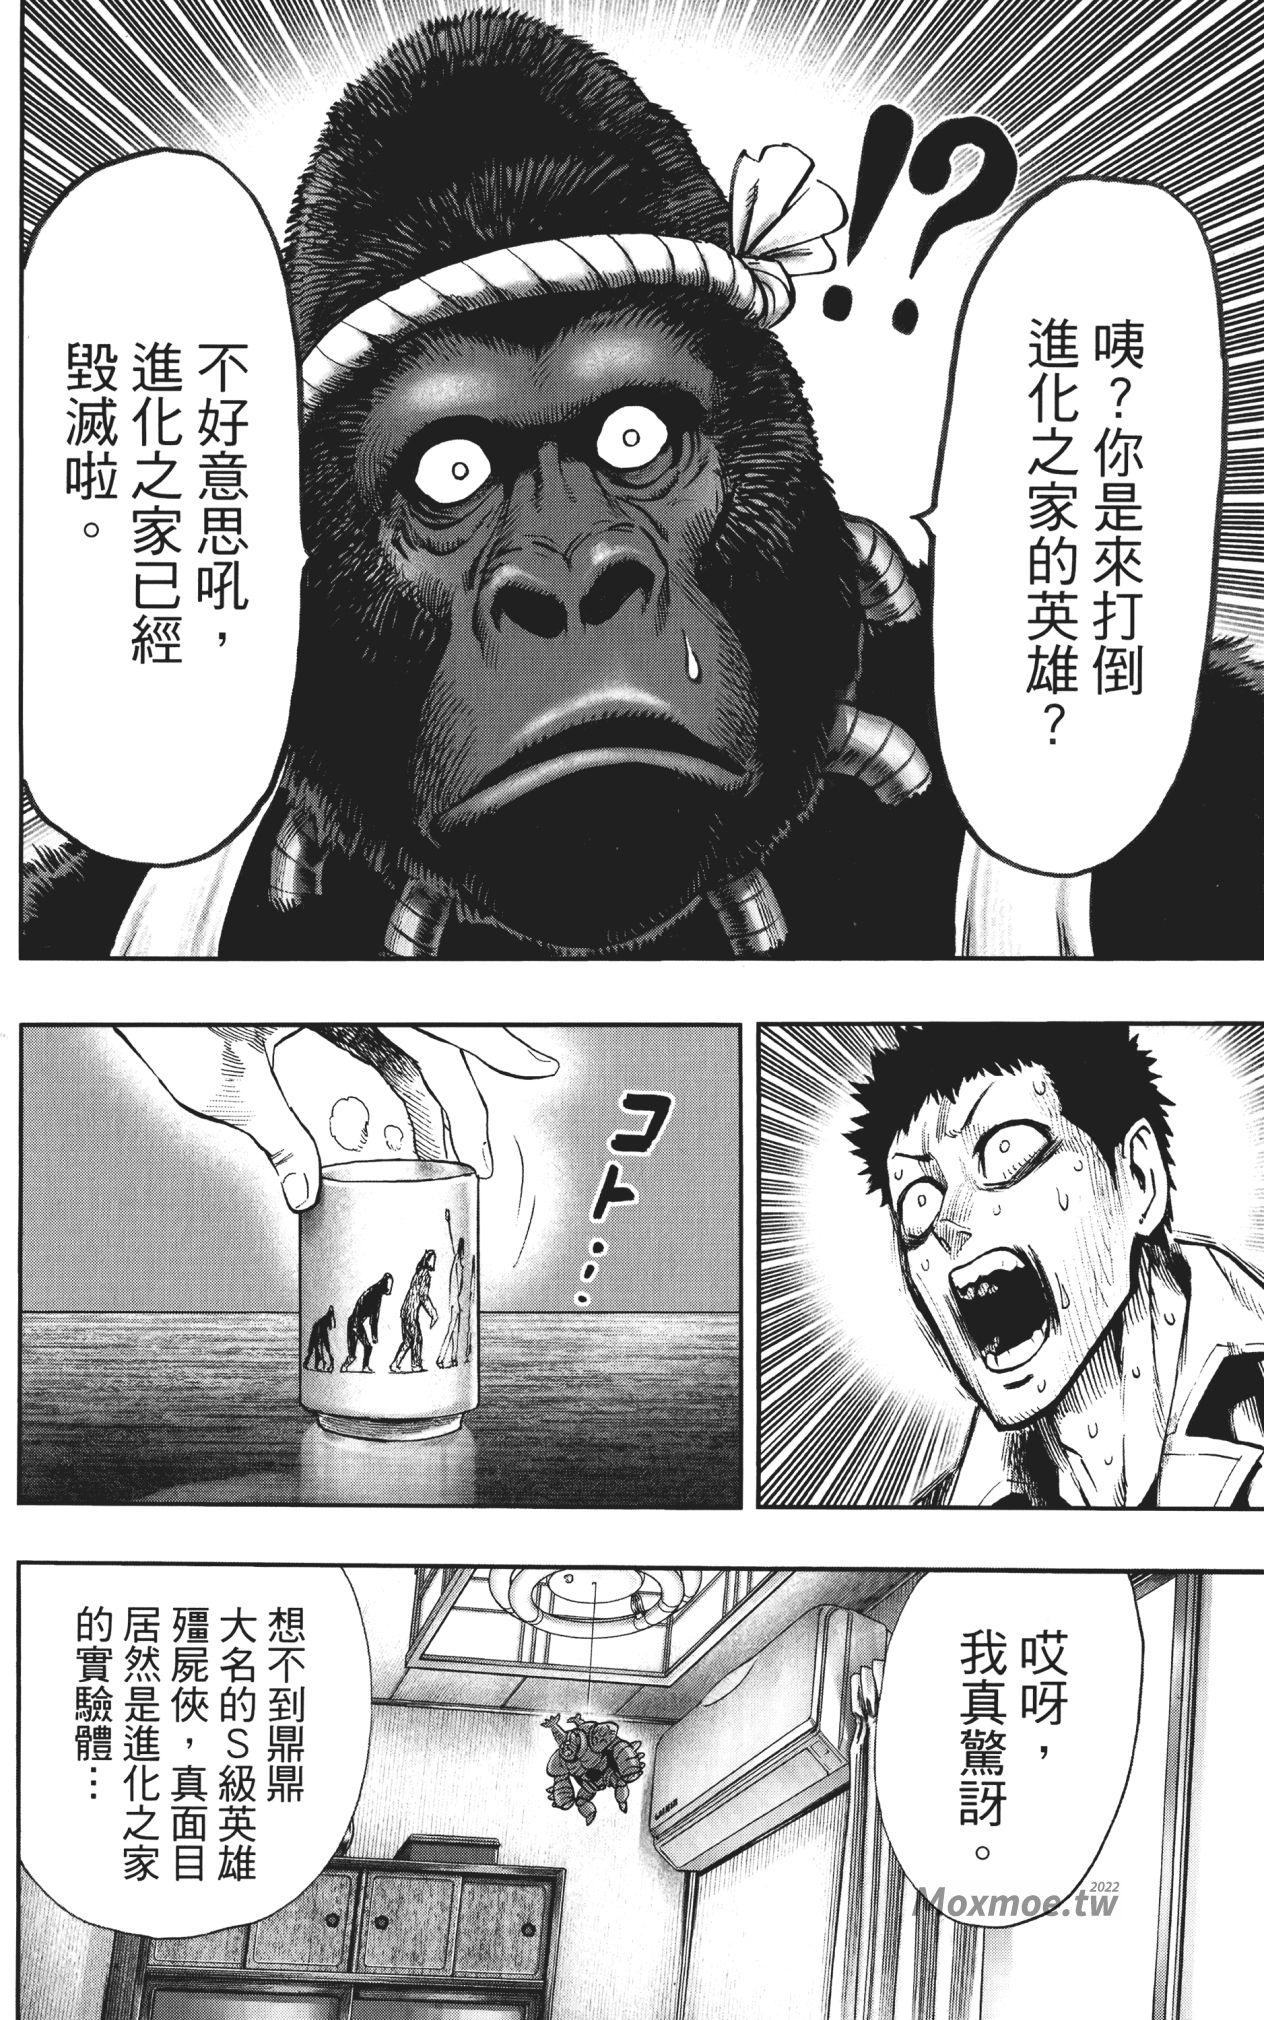 !?
咦?你是來打倒
進化之家的英雄?
不好意思吼，
進化之家已經
毀滅啦。
コト…
哎呀，
我真驚訝。
想不到鼎鼎
大名的S級英雄
殭屍俠，真面目
居然是進化之家
的實驗體…
2022
Moxmoe.tw